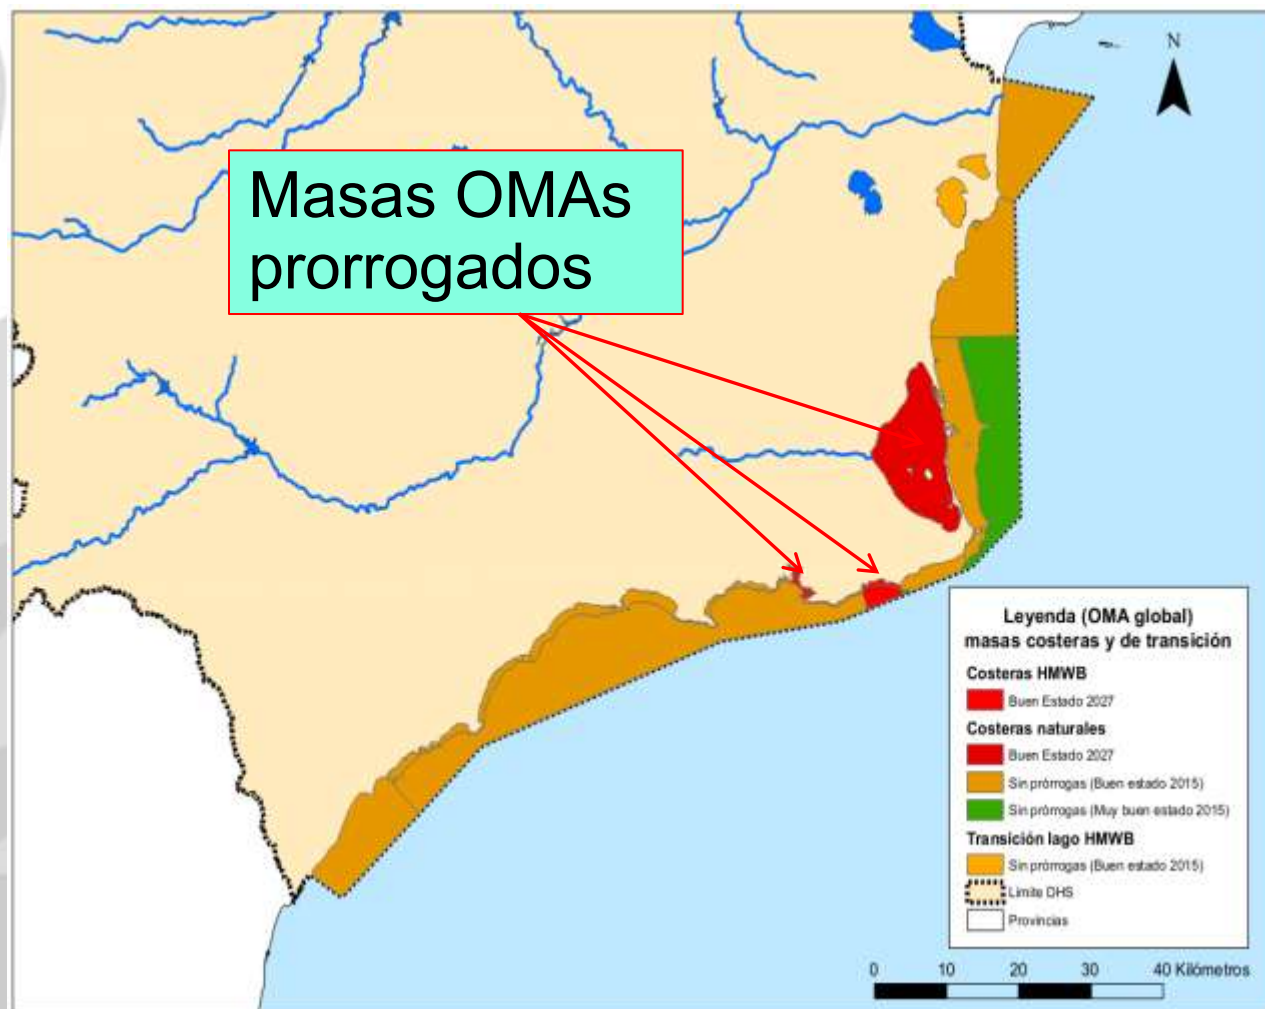 N
Masas OMAs
prorrogados
Leyenda (OMA global)
masas costeras y de transición
Costeras HMWB
Buen Estado 2027
Costeras naturales
Buen Estado 2027
Sin prórrogas (Buen estado 2015)
Sin prórrogas (Muy buen estado 2015)
Transición lago HMWB
Sin prórrogas (Buen estado 2015)
Limite DHS
Provincias
0 10 20 30 40 Kilómetros